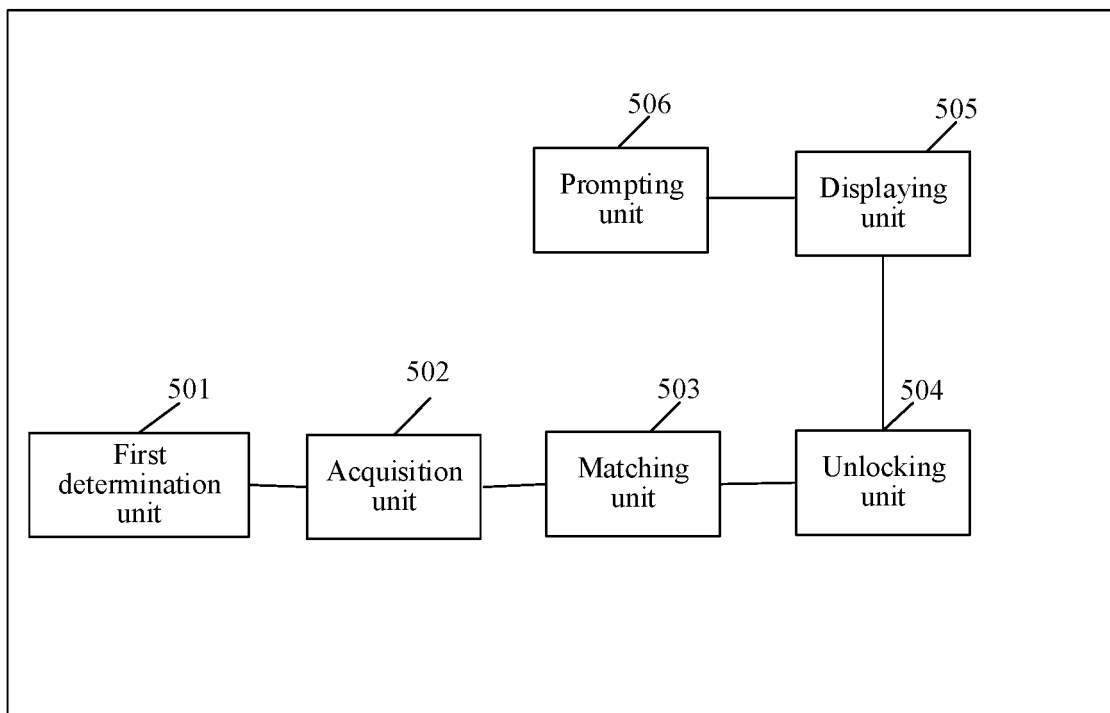 506
505
Prompting
unit
Displaying
unit
501
502
503
504
First
determination
unit
Acquisition
unit
Matching
unit
Unlocking
unit